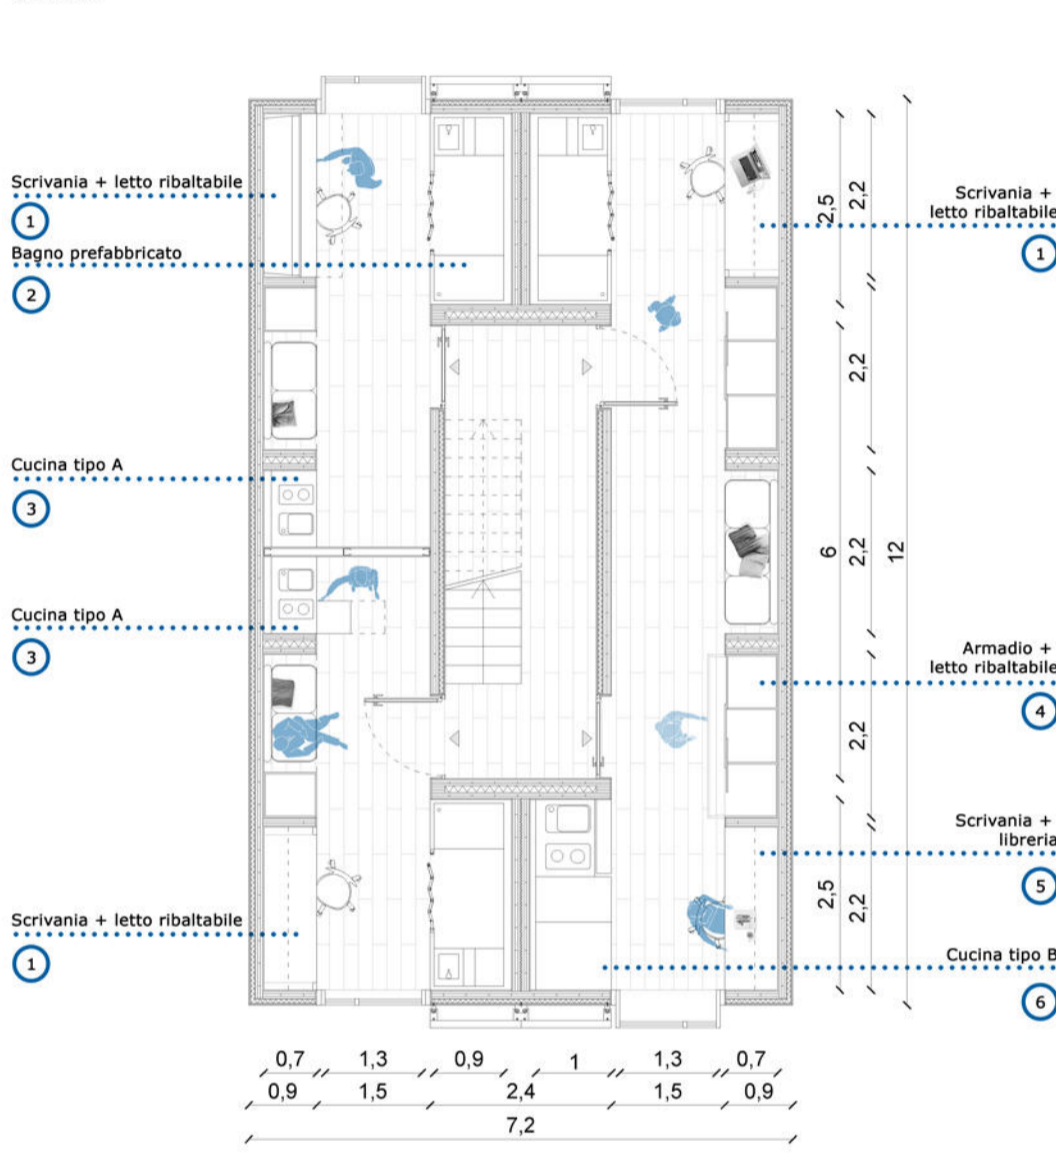 Scrivania + letto ribaltabile
1
Bagno prefabbricato
2
Cucina tipo A
3
Cucina tipo A
3
Scrivania + letto ribaltabile
1
Scrivania +
letto ribaltabile
1
Armadio +
letto ribaltabile
4
Scrivania +
libreria
5
Cucina tipo B
6
2,5
2,2
2,2
6
2,2
12
2,2
2,5
2,2
0,7 1,3 0,9 1 1,3 0,7
0,9 1,5 2,4 1,5 0,9
7,2